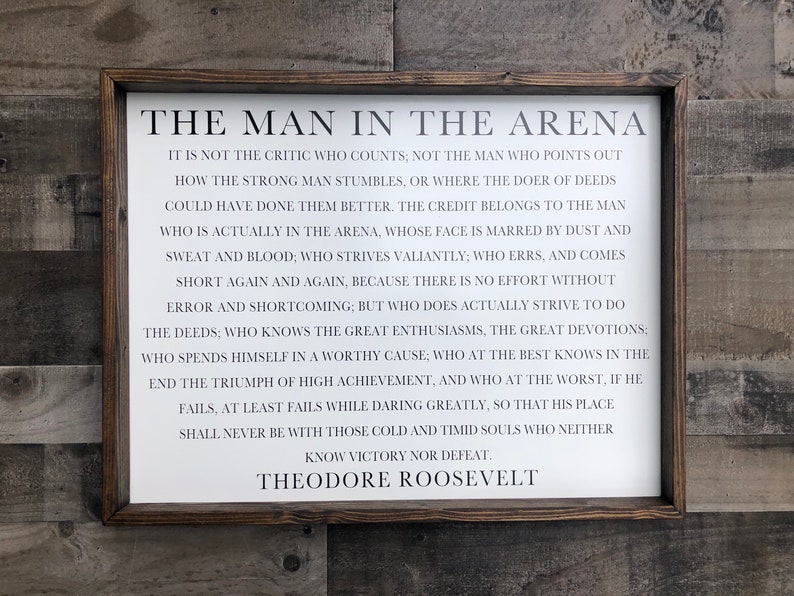 THE MAN IN THE ARENA
IT IS NOT THE CRITIC WHO COUNTS; NOT THE MAN WHO POINTS OUT
HOW THE STRONG MAN STUMBLES, OR WHERE THE DOER OF DEEDS
COULD HAVE DONE THEM BETTER. THE CREDIT BELONGS TO THE MAN
WHO IS ACTUALLY IN THE ARENA, WHOSE FACE IS MARRED BY DUST AND
SWEAT AND BLOOD; WHO STRIVES VALIANTLY; WHO ERRS, AND COMES
SHORT AGAIN AND AGAIN, BECAUSE THERE IS NO EFFORT WITHOUT
ERROR AND SHORTCOMING; BUT WHO DOES ACTUALLY STRIVE TO DO
THE DEEDS; WHO KNOWS THE GREAT ENTHUSIASMS, THE GREAT DEVOTIONS;
WHO SPENDS HIMSELF IN A WORTHY CAUSE; WHO AT THE BEST KNOWS IN THE
END THE TRIUMPH OF HIGH ACHIEVEMENT, AND WHO AT THE WORST, IF HE
FAILS, AT LEAST FAILS WHILE DARING GREATLY, SO THAT HIS PLACE
SHALL NEVER BE WITH THOSE COLD AND TIMID SOULS WHO NEITHER
KNOW VICTORY NOR DEFEAT.
THEODORE ROOSEVELT